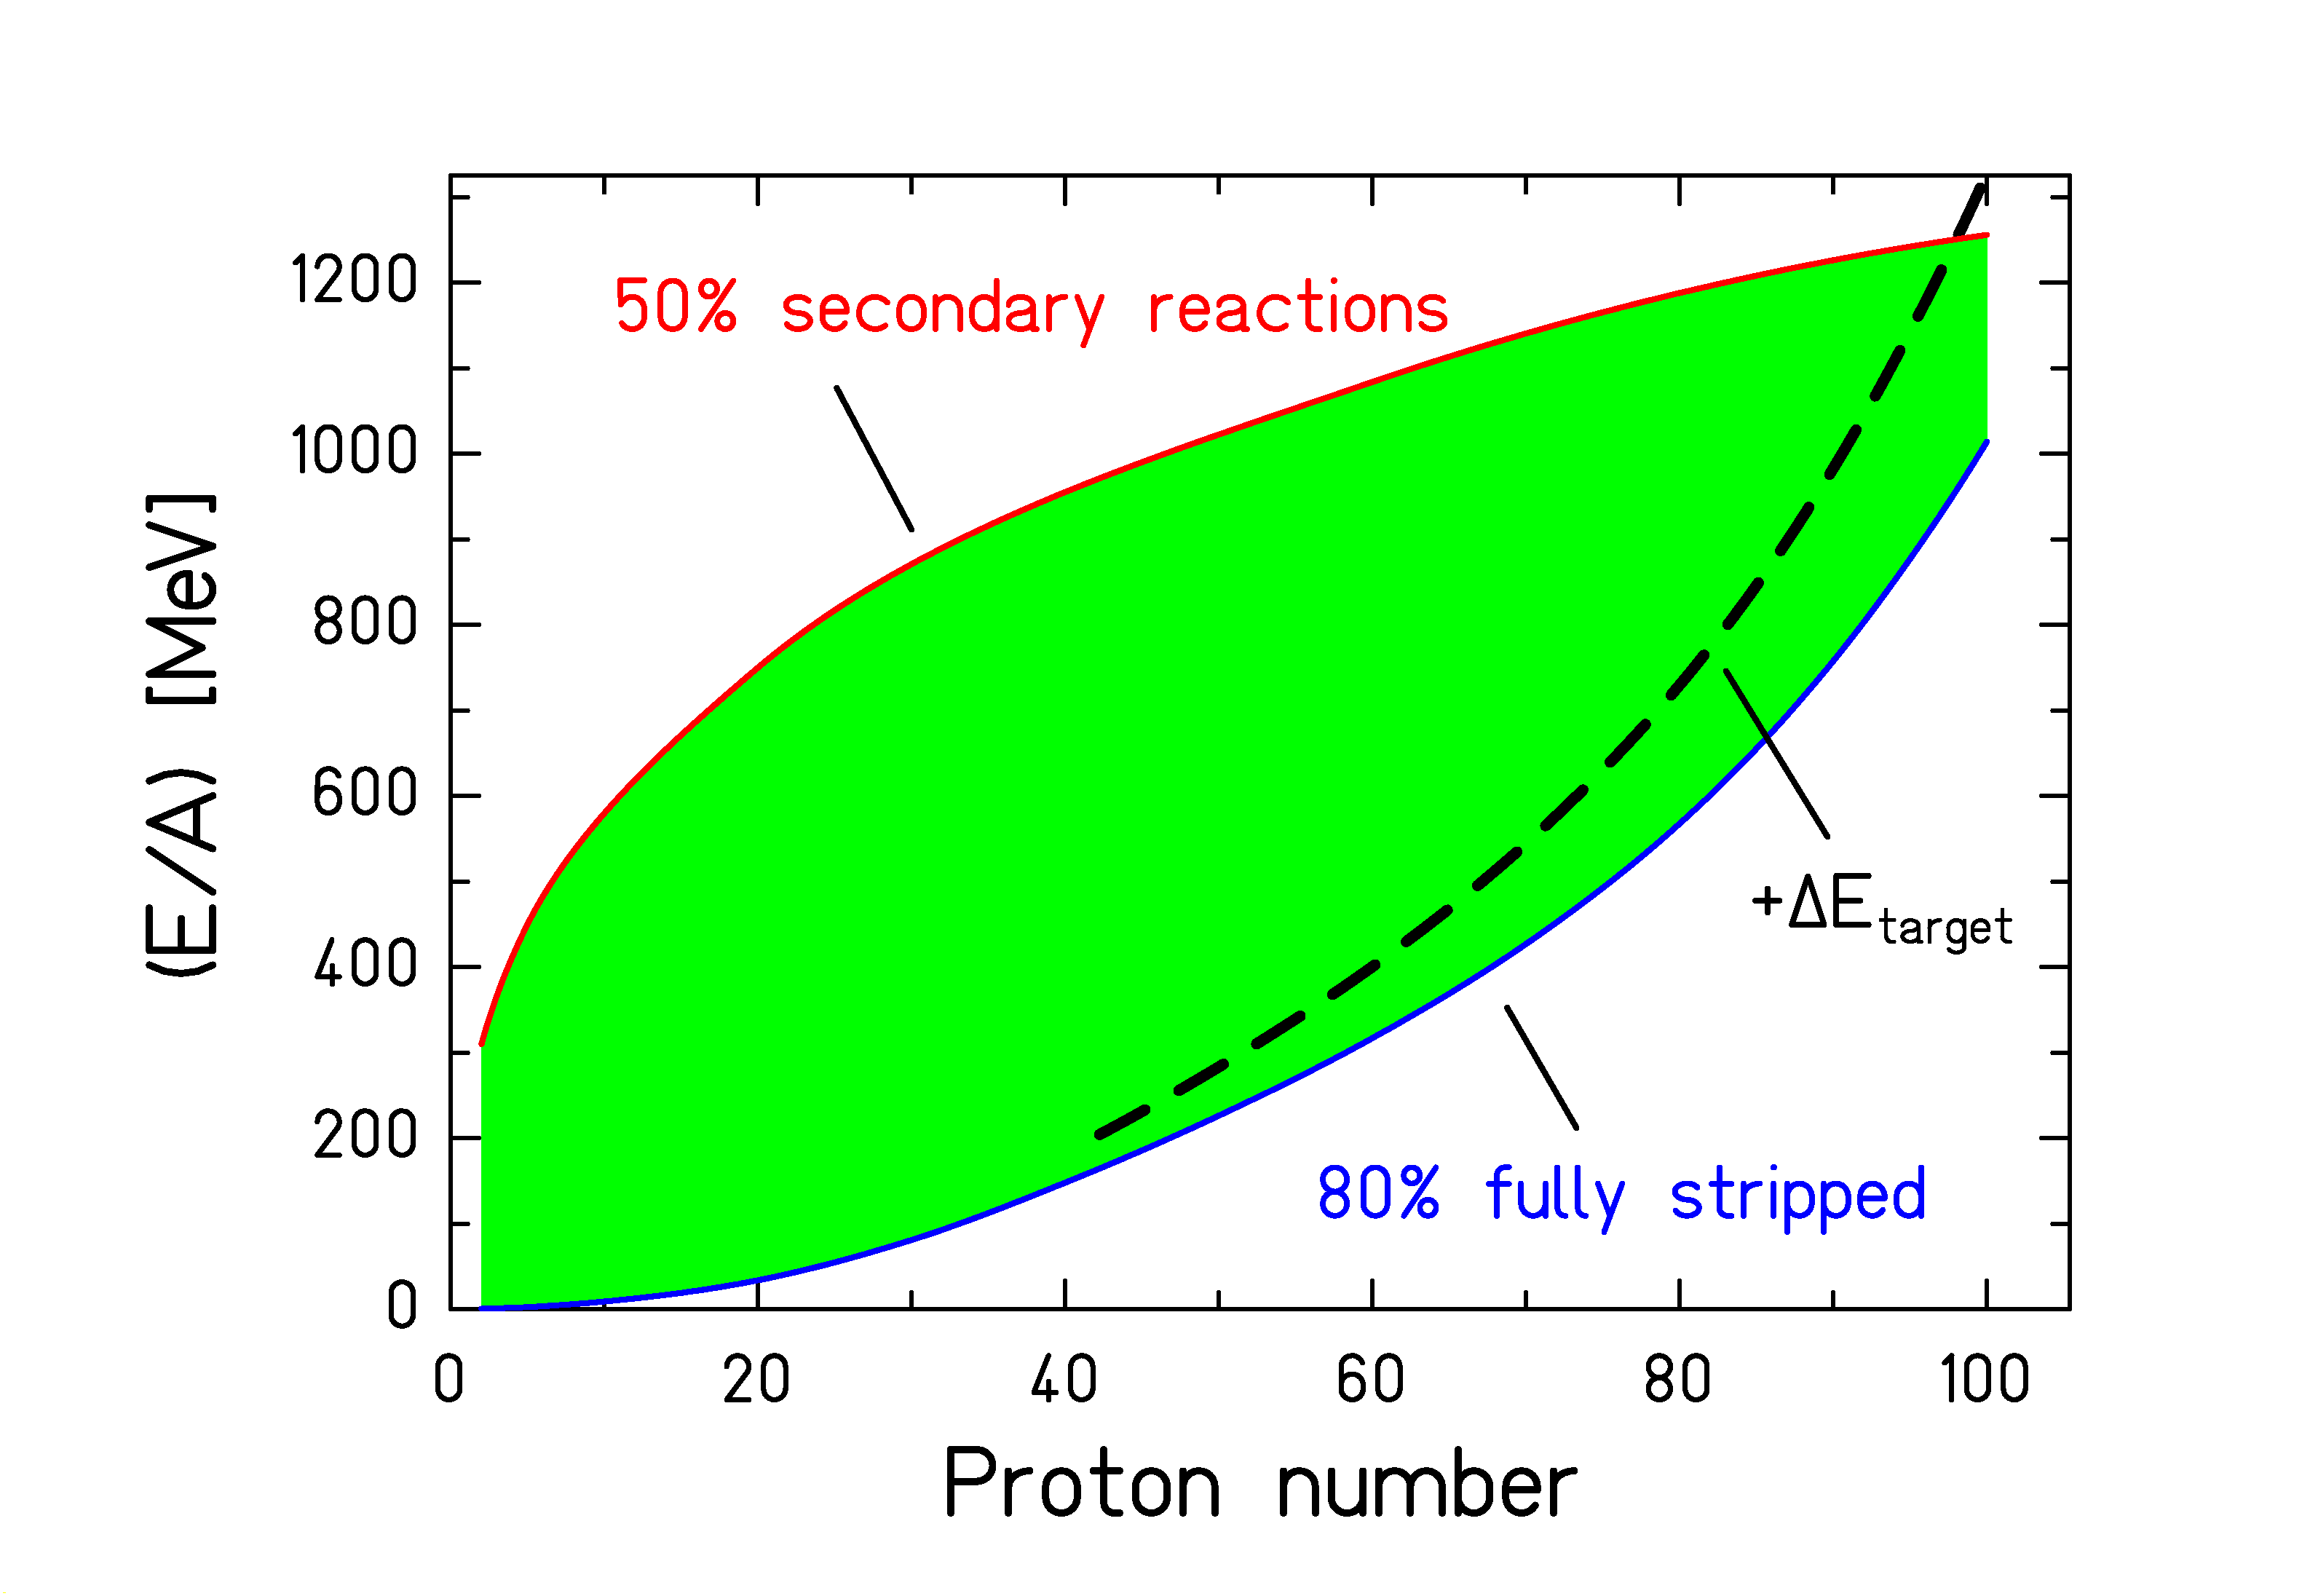 1200
1000
800
600
400
200
0
(E/A) [MeV]
50% secondary reactions
+ΔEtarget
80% fully stripped
0 20 40 60 80 100
Proton number